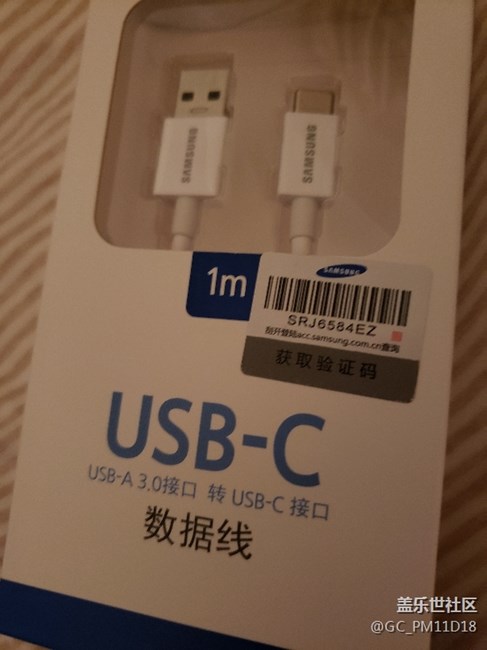 SAMSUNG
SAMSUNG
1m
SAMSUNG
SRJ6584EZ
刮开登陆acc.samsung.com.cn查询
获取验证码
USB-C
USB-A 3.0接口 转 USB-C 接口
数据线
盖乐世社区
@GC_PM11D18